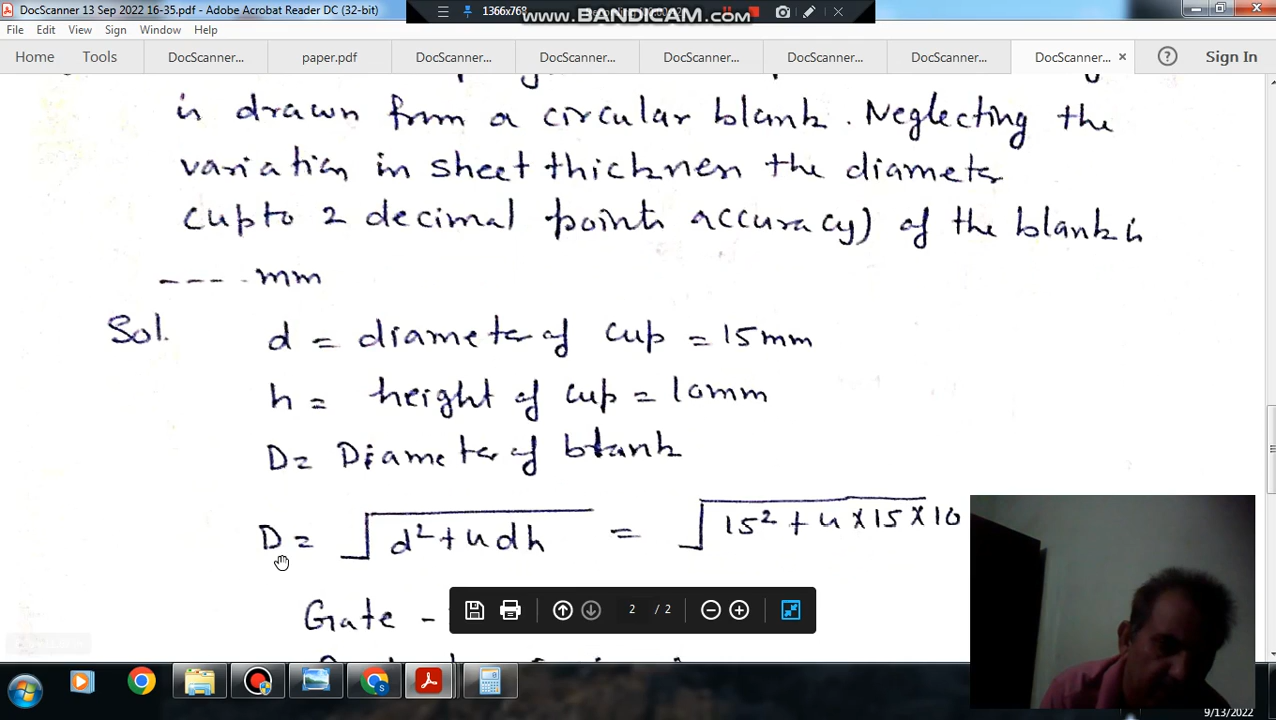 DocScanner 13 Sep 2022 16-35.pdf - Adobe Acrobat Reader DC (32-bit)
1366x768
www.BANDICAM.com
File Edit View Sign Window Help
Home Tools DocScanner... paper.pdf DocScanner... DocScanner... DocScanner... DocScanner... DocScanner... DocScanner... Sign In
is drawn from a circular blank. Neglecting the
variation in sheet thicknen the diameter
cupto 2 decimal points accuracy) of the blank is
---- mm
Sol. d = diameter of cup = 15mm
h = height of cup = 10mm
D= Diameter of blank
D= √d²+4dh = √15²+4×15×10
Gate -
2 / 2
9/13/2022